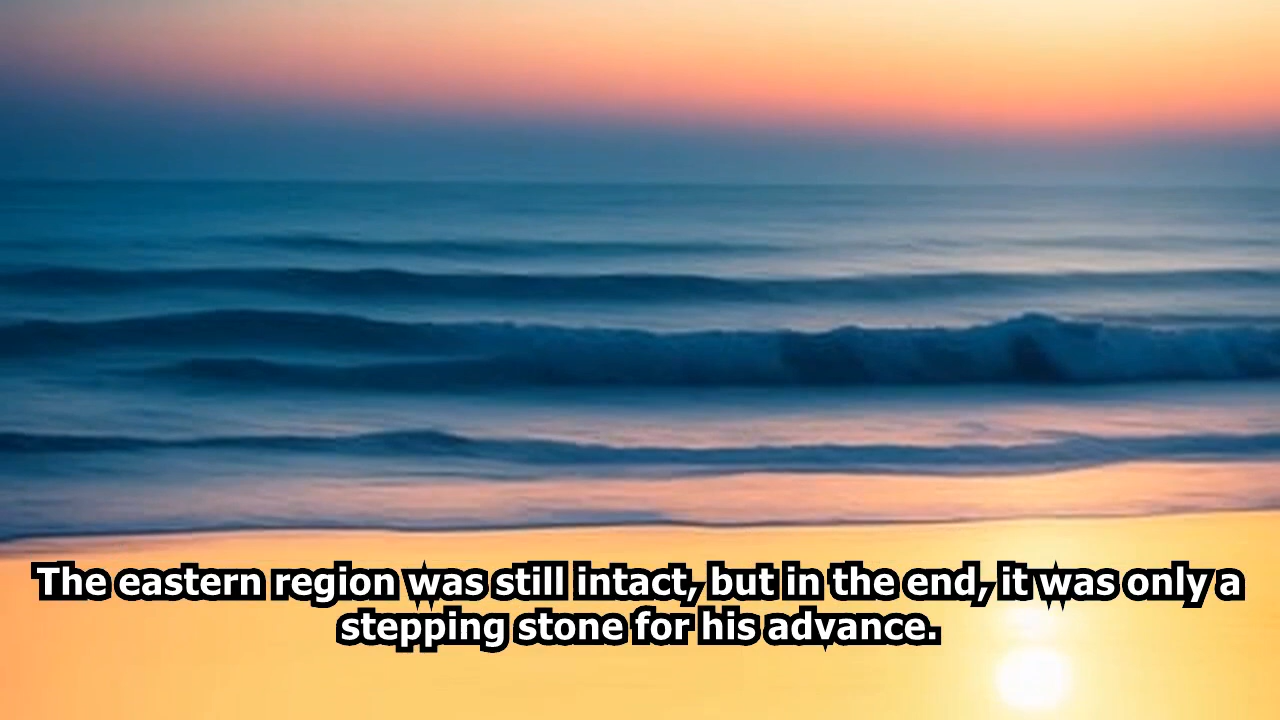 The eastern region was still intact, but in the end, it was only a
stepping stone for his advance.